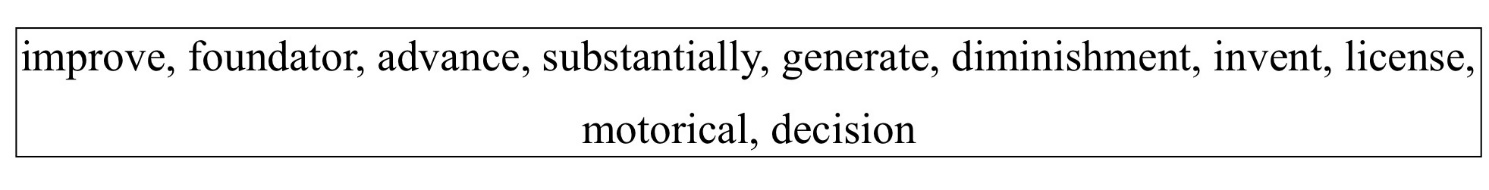 improve, foundator, advance, substantially, generate, diminishment, invent, license,
motorical, decision